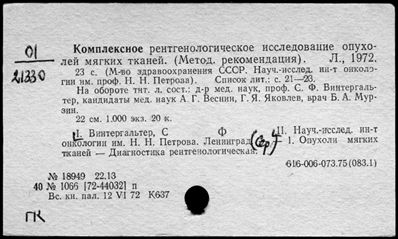 01
21330
Комплексное рентгенологическое исследование опухо-
лей мягких тканей. (Метод. рекомендация). Л., 1972.
23 с. (М-во здравоохранения СССР. Науч.-исслед. ин-т онколо-
гии им. проф. Н. Н. Петрова). Список лит.: с. 21—23.
На обороте тит. л. сост.: д-р мед. наук, проф. С. Ф. Винтергаль-
тер, кандидаты мед. наук А. Г. Веснин, Г. Я. Яковлев, врач Б. А. Мур-
зин.
22 см. 1.000 экз. 20 к.
I. Винтергальтер, С Ф II. Науч.-исслед. ин-т
онкологии им. Н. Н. Петрова. Ленинград (Сер.) — 1. Опухоли мягких
тканей — Диагностика рентгенологическая.
616-006-073.75 (083.1)
№ 18949 22.13
40 № 1066 [72-44032] п
Вс. кн. пал. 12 VI 72 К637
ПК